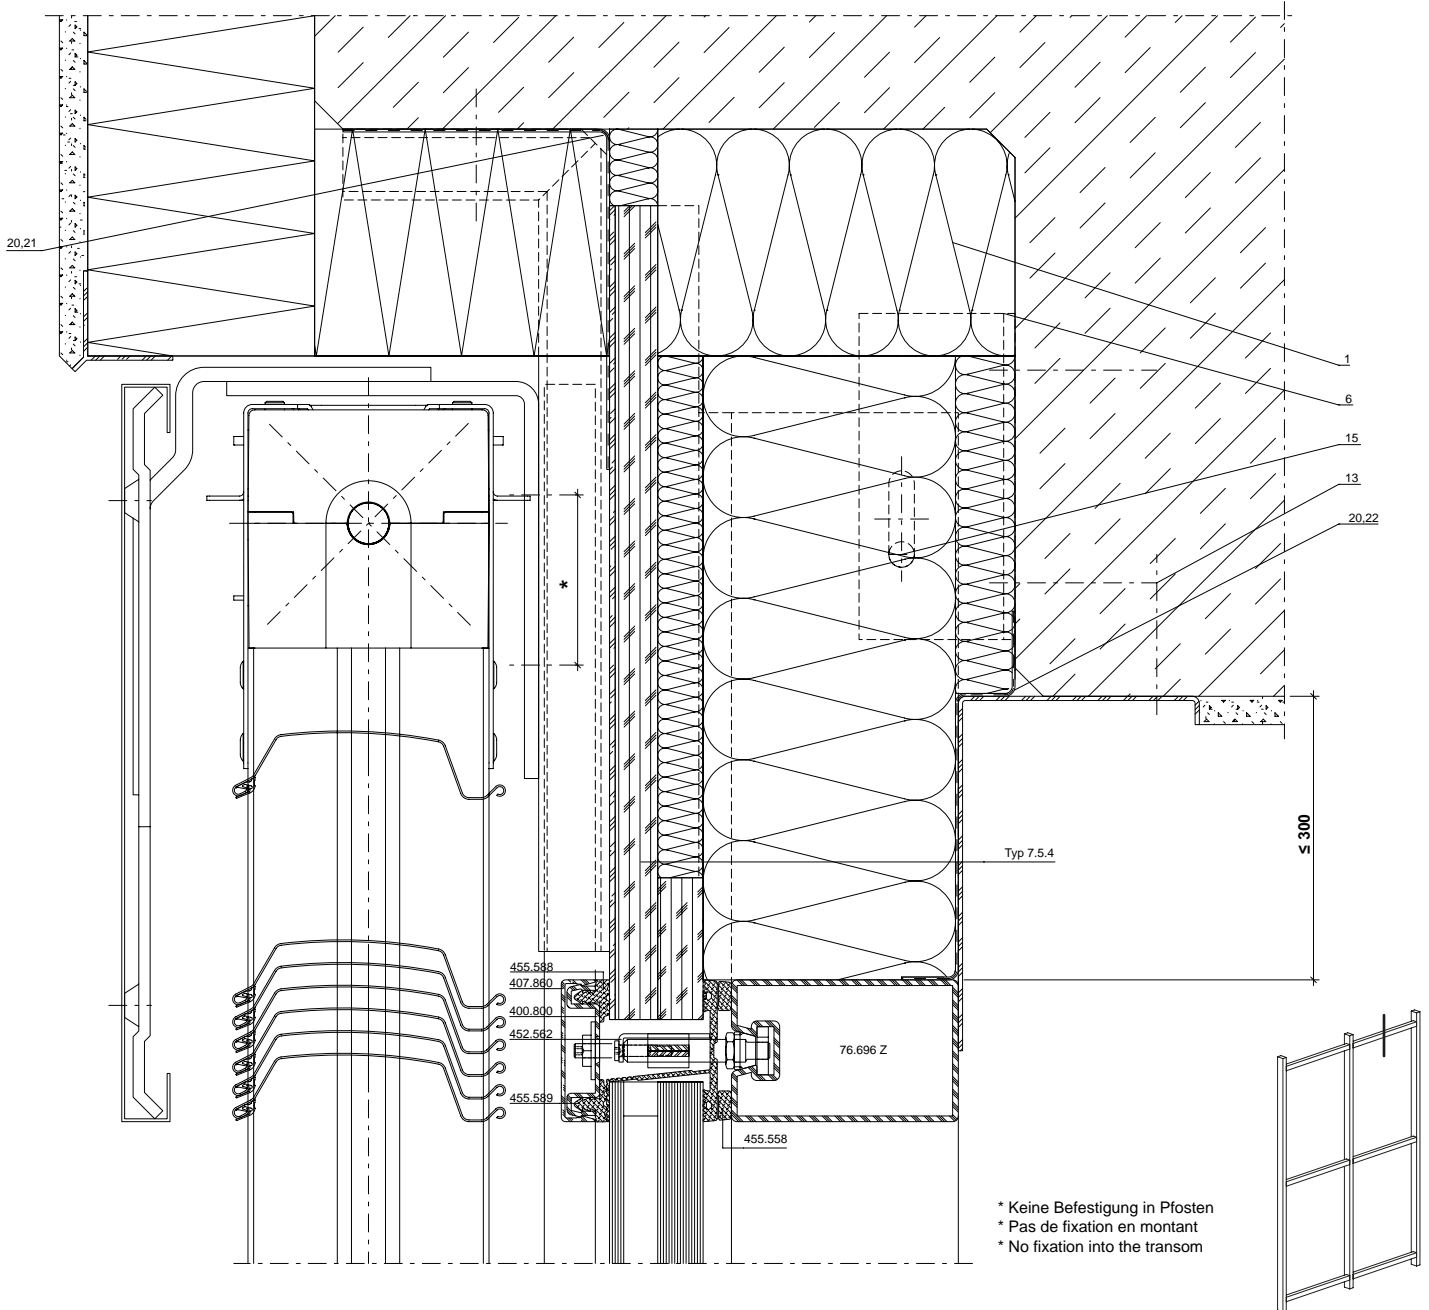 20,21
1
6
15
13
20,22
*
≤ 300
Typ 7.5.4
455.588
407.860
400.800
452.562
76.696 Z
455.589
455.558
* Keine Befestigung in Pfosten
* Pas de fixation en montant
* No fixation into the transom